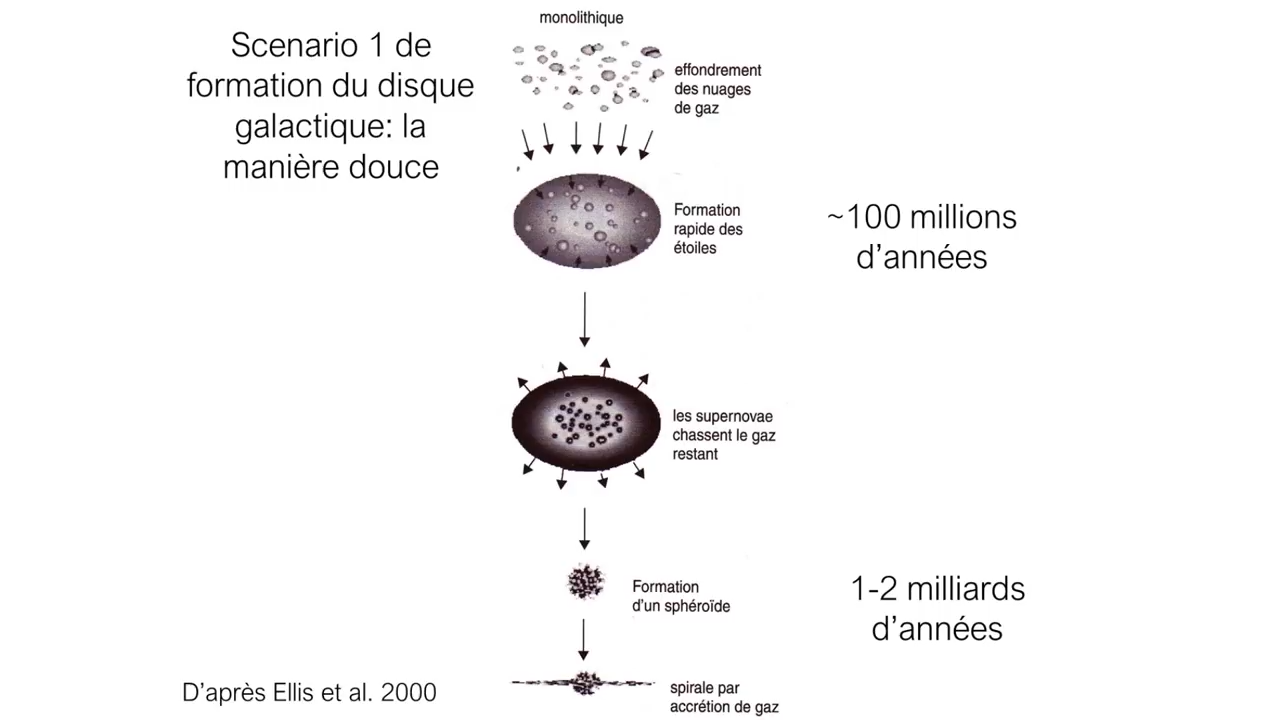 Scenario 1 de
formation du disque
galactique: la
manière douce
monolithique
effondrement
des nuages
de gaz
Formation
rapide des
étoiles
~100 millions
d'années
les supernovae
chassent le gaz
restant
Formation
d'un sphéroïde
1-2 milliards
d'années
spirale par
accrétion de gaz
D'après Ellis et al. 2000